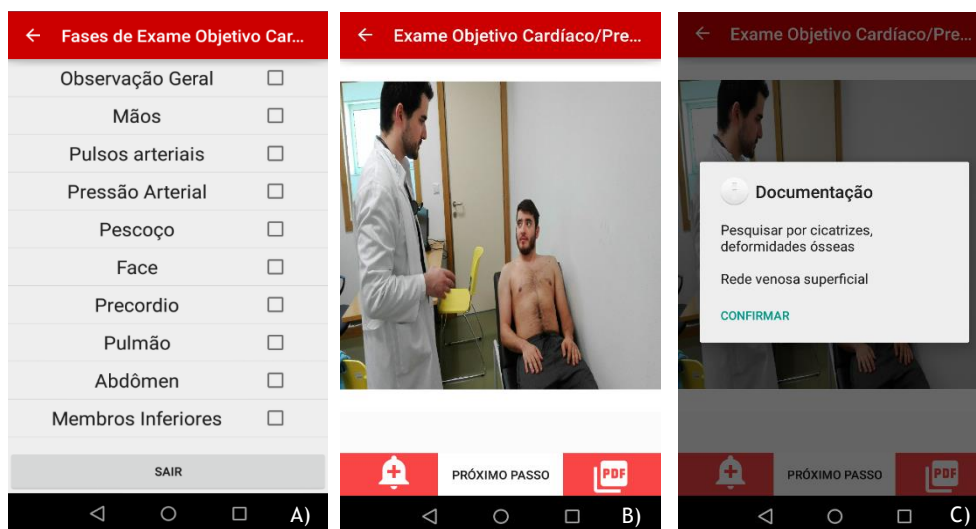 Fases de Exame Objetivo Car...
Observação Geral
Mãos
Pulsos arteriais
Pressão Arterial
Pescoço
Face
Precordio
Pulmão
Abdômen
Membros Inferiores
SAIR
A)
Exame Objetivo Cardíaco/Pre...
PRÓXIMO PASSO
PDF
B)
Exame Objetivo Cardíaco/Pre...
Documentação
Pesquisar por cicatrizes,
deformidades ósseas
Rede venosa superficial
CONFIRMAR
PRÓXIMO PASSO
PDF
C)